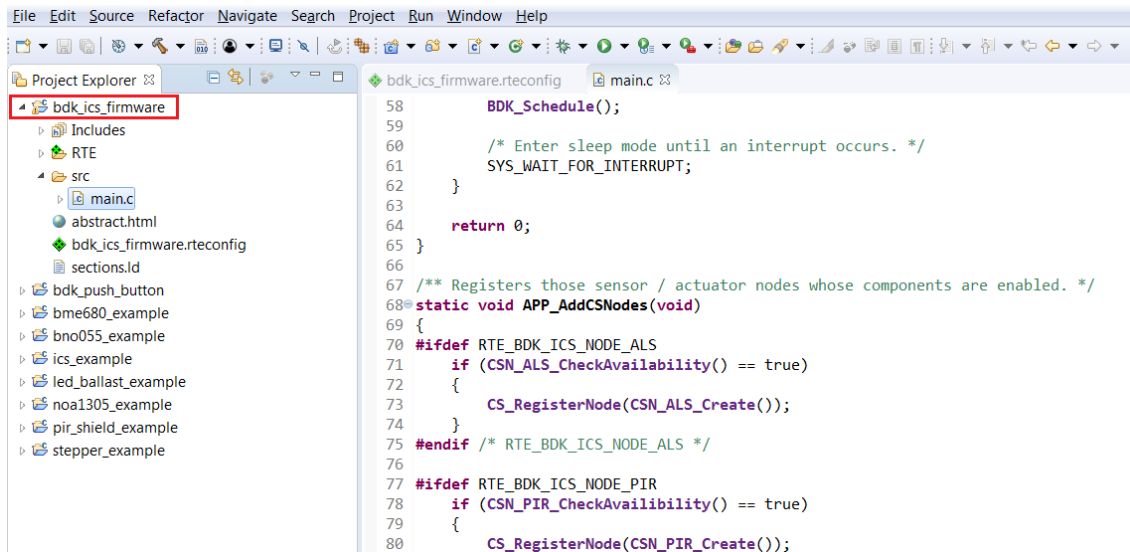 File Edit Source Refactor Navigate Search Project Run Window Help
Project Explorer
bdk_ics_firmware
Includes
RTE
src
main.c
abstract.html
bdk_ics_firmware.rteconfig
sections.ld
bdk_push_button
bme680_example
bno055_example
ics_example
led_ballast_example
noa1305_example
pir_shield_example
stepper_example
bdk_ics_firmware.rteconfig main.c
58 BDK_Schedule();
59
60 /* Enter sleep mode until an interrupt occurs. */
61 SYS_WAIT_FOR_INTERRUPT;
62 }
63
64 return 0;
65 }
66
67 /** Registers those sensor / actuator nodes whose components are enabled. */
68 static void APP_AddCSNodes(void)
69 {
70 #ifdef RTE_BDK_ICS_NODE_ALS
71 if (CSN_ALS_CheckAvailability() == true)
72 {
73 CS_RegisterNode(CSN_ALS_Create());
74 }
75 #endif /* RTE_BDK_ICS_NODE_ALS */
76
77 #ifdef RTE_BDK_ICS_NODE_PIR
78 if (CSN_PIR_CheckAvailibility() == true)
79 {
80 CS_RegisterNode(CSN_PIR_Create());